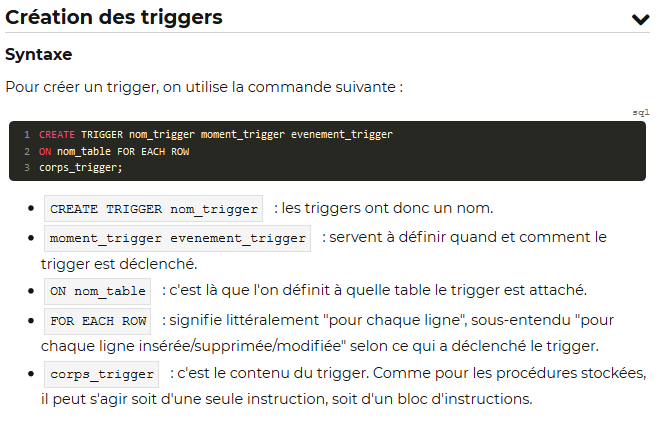 Création des triggers
Syntaxe
Pour créer un trigger, on utilise la commande suivante :
sql
1 CREATE TRIGGER nom_trigger moment_trigger evenement_trigger
2 ON nom_table FOR EACH ROW
3 corps_trigger;
CREATE TRIGGER nom_trigger : les triggers ont donc un nom.
moment_trigger evenement_trigger : servent à définir quand et comment le
trigger est déclenché.
ON nom_table : c'est là que l'on définit à quelle table le trigger est attaché.
FOR EACH ROW : signifie littéralement "pour chaque ligne", sous-entendu "pour
chaque ligne insérée/supprimée/modifiée" selon ce qui a déclenché le trigger.
corps_trigger : c'est le contenu du trigger. Comme pour les procédures stockées,
il peut s'agir soit d'une seule instruction, soit d'un bloc d'instructions.